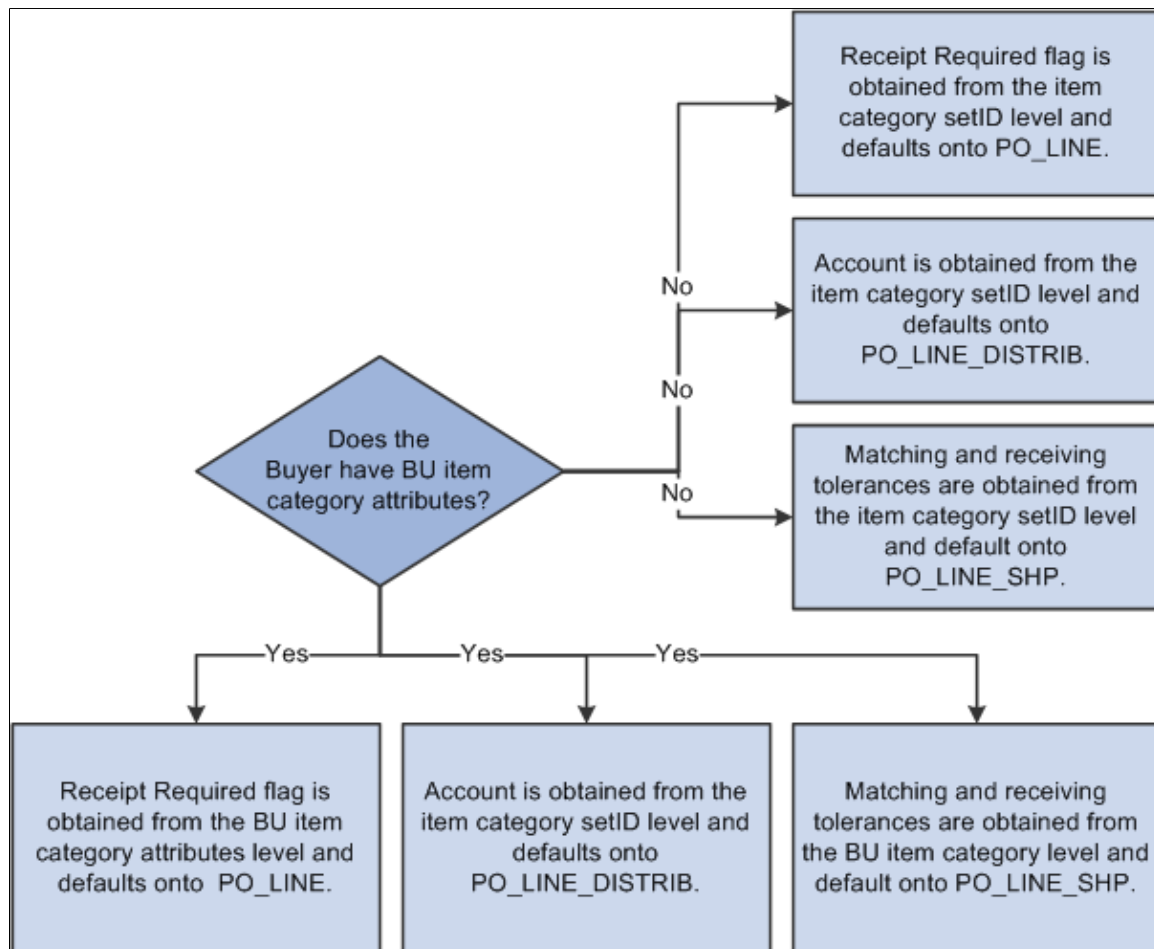 Receipt Required flag is
obtained from the item
category setID level and
defaults onto PO_LINE.
No
Account is obtained from the
item category setID level and
defaults onto
PO_LINE_DISTRIB.
No
Does the
Buyer have BU item
category attributes?
Matching and receiving
tolerances are obtained from
the item category setID level
and default onto
PO_LINE_SHP.
No
Yes
Yes
Yes
Receipt Required flag is
obtained from the BU item
category attributes level and
defaults onto PO_LINE.
Account is obtained from the
item category setID level and
defaults onto
PO_LINE_DISTRIB.
Matching and receiving
tolerances are obtained from
the BU item category level and
default onto PO_LINE_SHP.